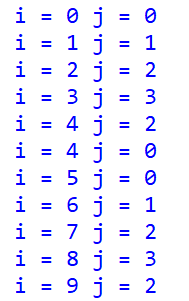 i = 0 j = 0
i = 1 j = 1
i = 2 j = 2
i = 3 j = 3
i = 4 j = 2
i = 4 j = 0
i = 5 j = 0
i = 6 j = 1
i = 7 j = 2
i = 8 j = 3
i = 9 j = 2